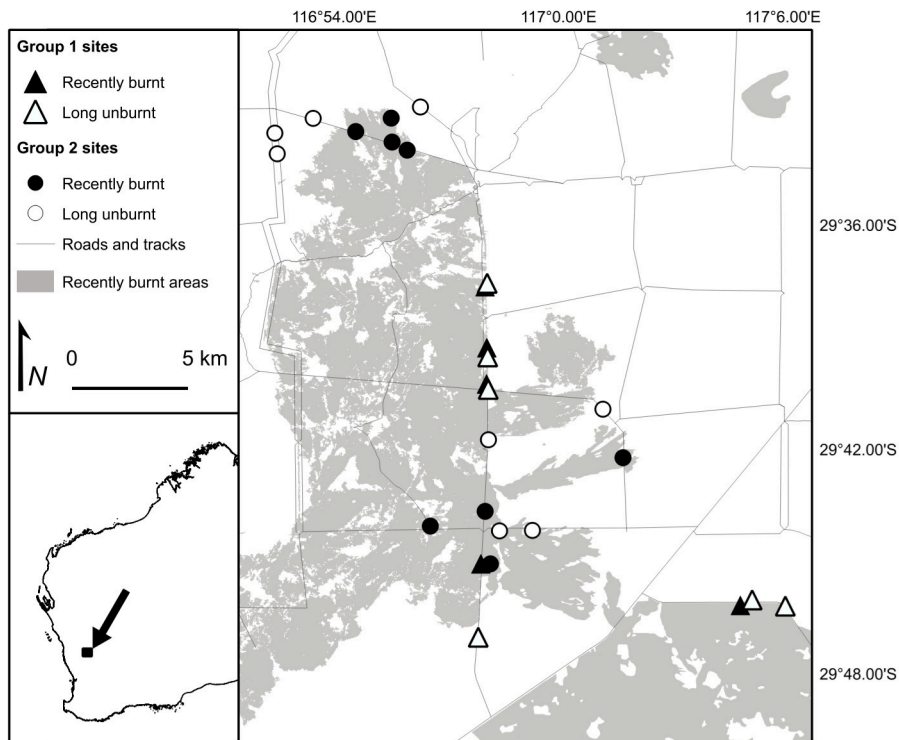 116°54.00'E
117°0.00'E
117°6.00'E
Group 1 sites
Recently burnt
Long unburnt
Group 2 sites
Recently burnt
Long unburnt
Roads and tracks
Recently burnt areas
N
0 5 km
29°36.00'S
29°42.00'S
29°48.00'S